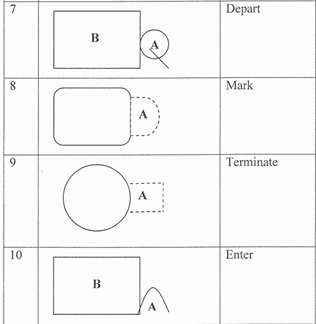 7 B A Depart
8 A Mark
9 A Terminate
10 B A Enter